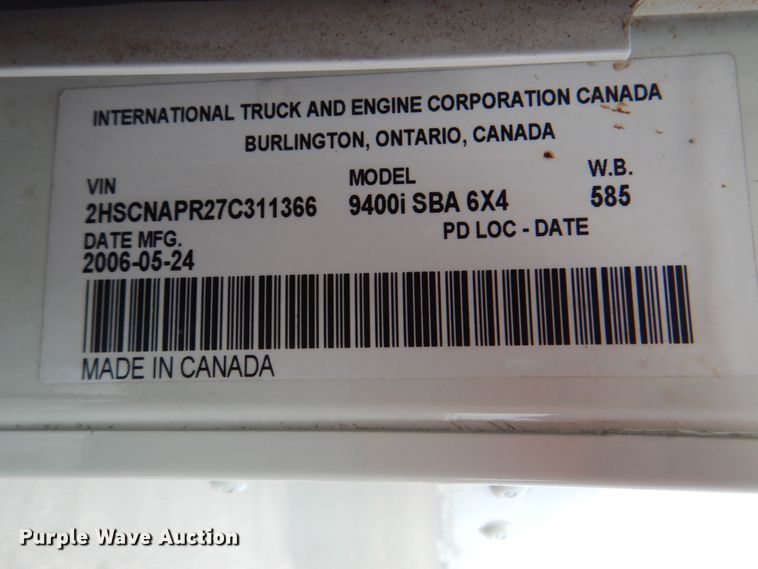 INTERNATIONAL TRUCK AND ENGINE CORPORATION CANADA
BURLINGTON, ONTARIO, CANADA
VIN MODEL W.B.
2HSCNAPR27C311366 9400i SBA 6X4 585
DATE MFG. PD LOC - DATE
2006-05-24
MADE IN CANADA
Purple Wave Auction